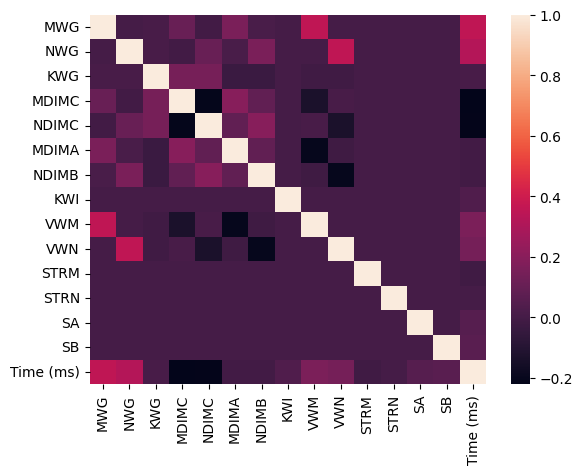 MWG
NWG
KWG
MDIMC
NDIMC
MDIMA
NDIMB
KWI
VWM
VWN
STRM
STRN
SA
SB
Time (ms)
MWG
NWG
KWG
MDIMC
NDIMC
MDIMA
NDIMB
KWI
VWM
VWN
STRM
STRN
SA
SB
Time (ms)
1.0
0.8
0.6
0.4
0.2
0.0
−0.2